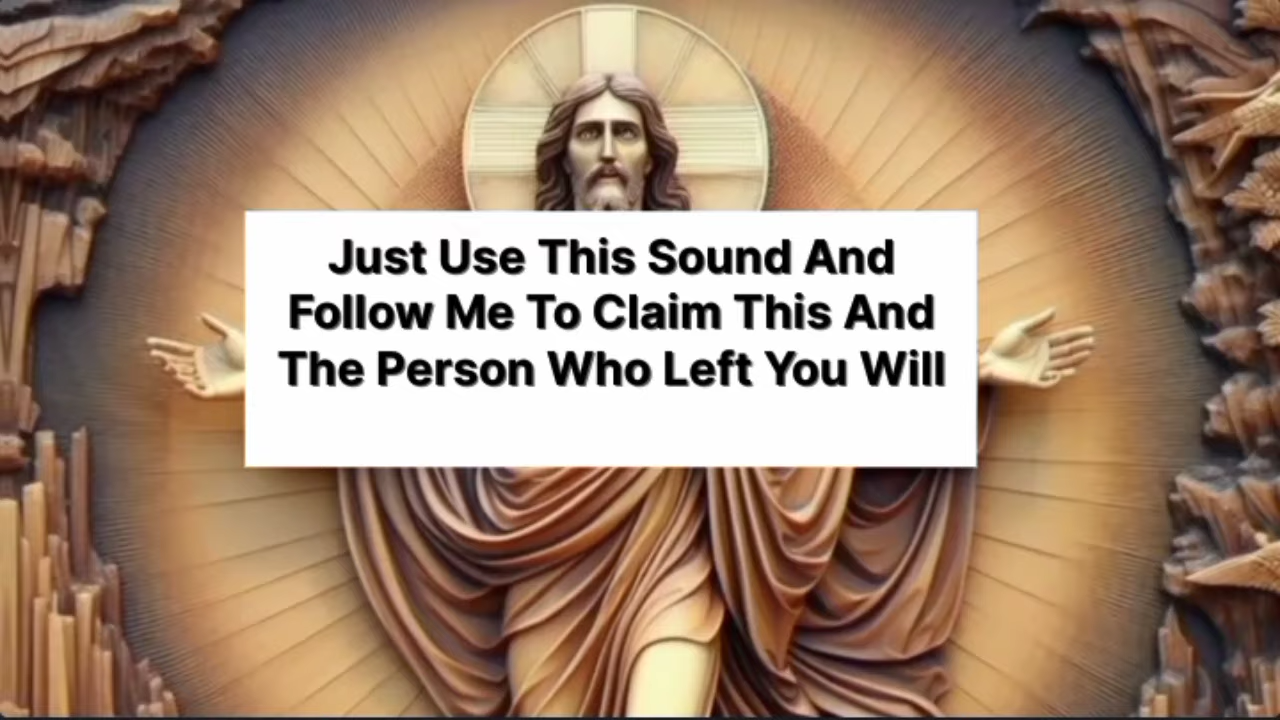 Just Use This Sound And
Follow Me To Claim This And
The Person Who Left You Will